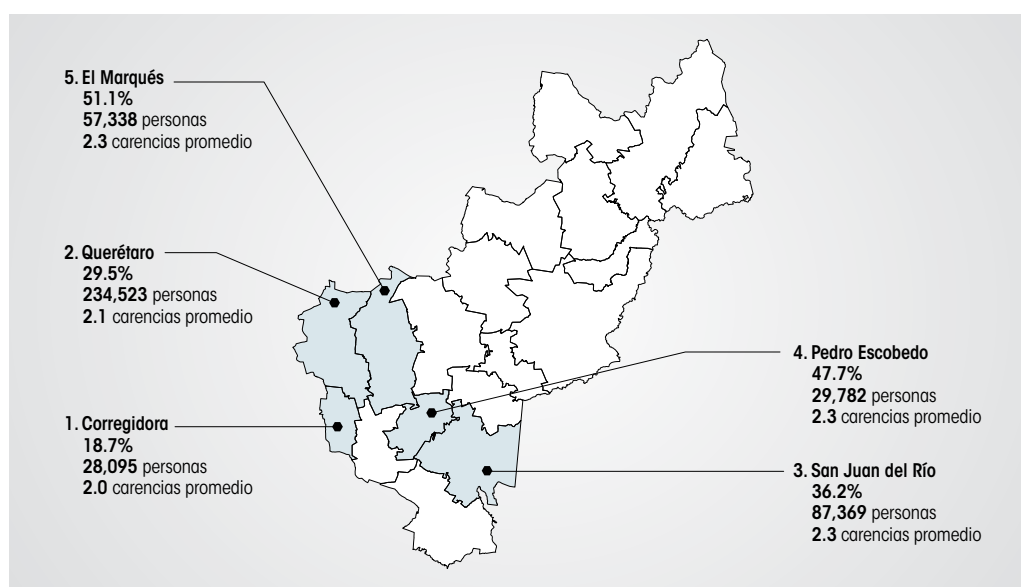 5. El Marqués
51.1%
57,338 personas
2.3 carencias promedio
2. Querétaro
29.5%
234,523 personas
2.1 carencias promedio
1. Corregidora
18.7%
28,095 personas
2.0 carencias promedio
4. Pedro Escobedo
47.7%
29,782 personas
2.3 carencias promedio
3. San Juan del Río
36.2%
87,369 personas
2.3 carencias promedio